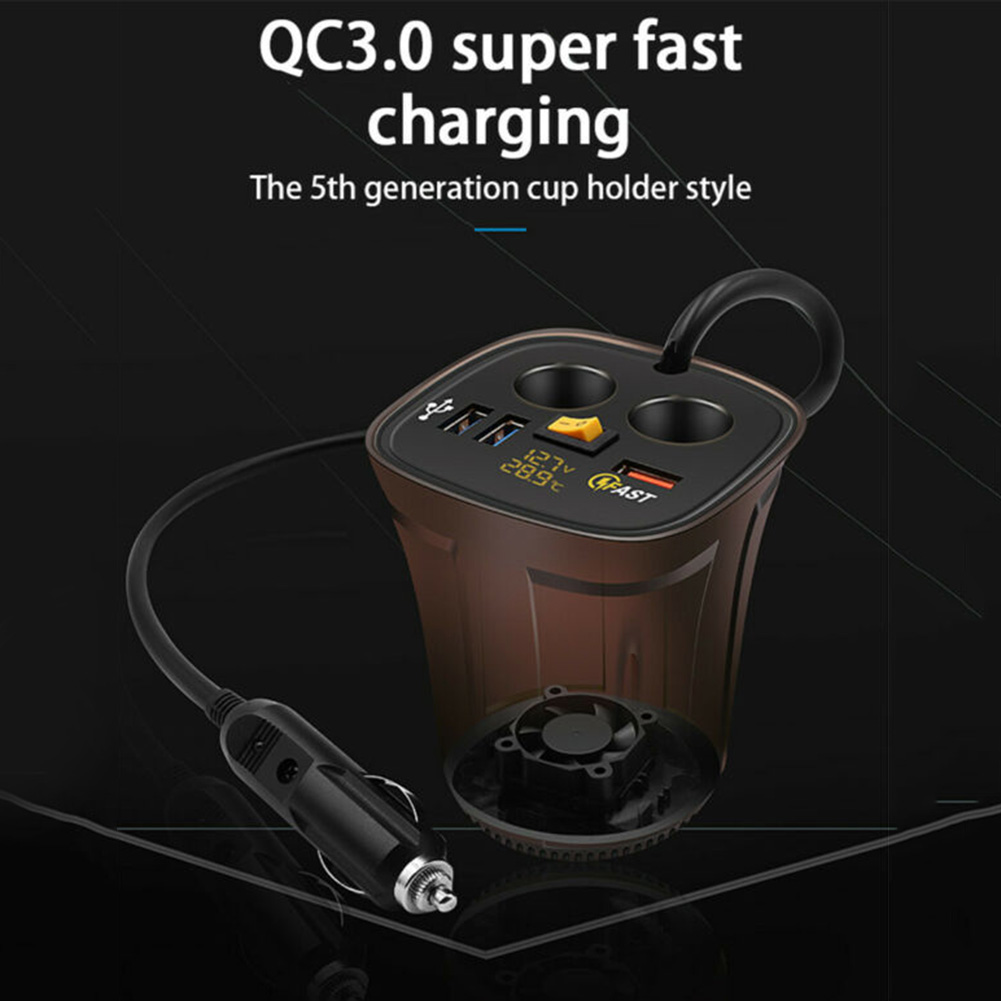 QC3.0 super fast
charging
The 5th generation cup holder style
12.7V
28.9℃
FAST